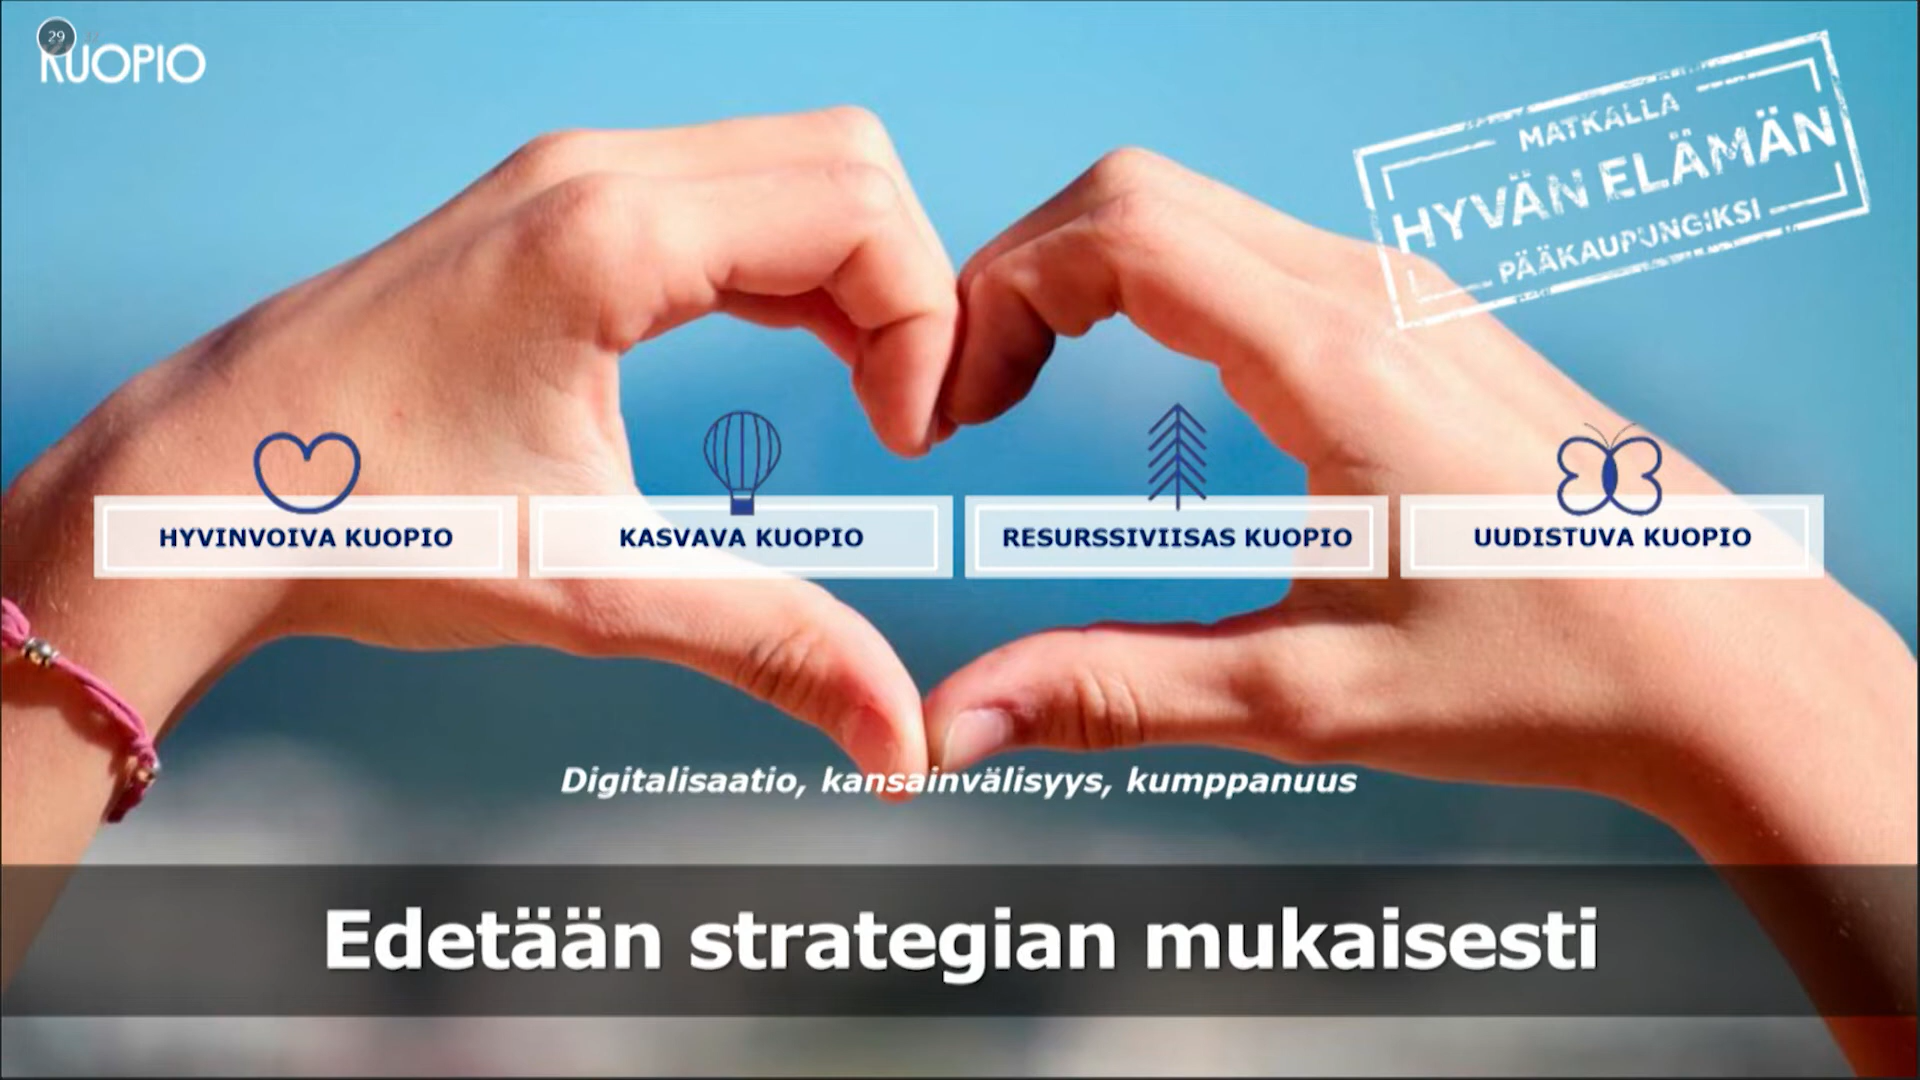 29
KUOPIO
MATKALLA
HYVÄN ELÄMÄN
PÄÄKAUPUNGIKSI
HYVINVOIVA KUOPIO
KASVAVA KUOPIO
RESURSSIVIISAS KUOPIO
UUDISTUVA KUOPIO
Digitalisaatio, kansainvälisyys, kumppanuus
Edetään strategian mukaisesti